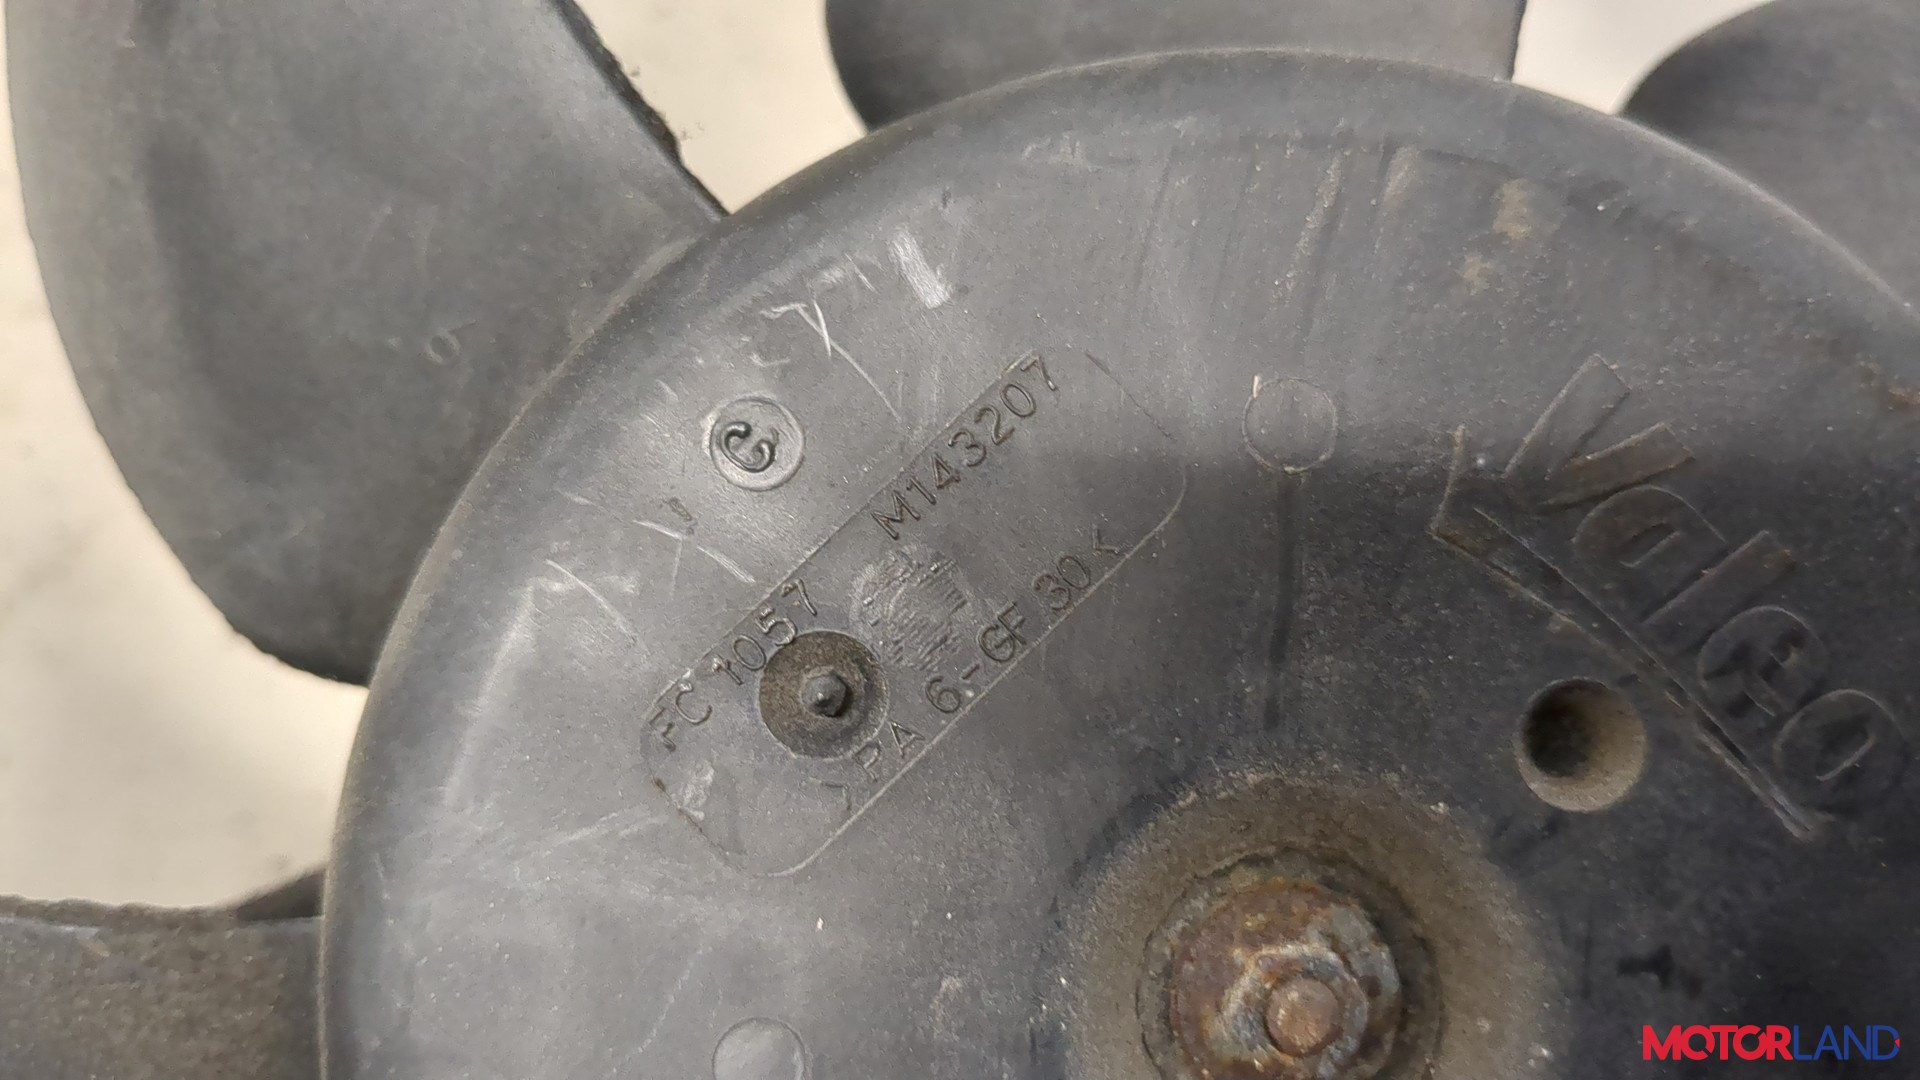 G
FC 1057 M143207
>PA 6-GF 30<
Valeo
MOTORLAND